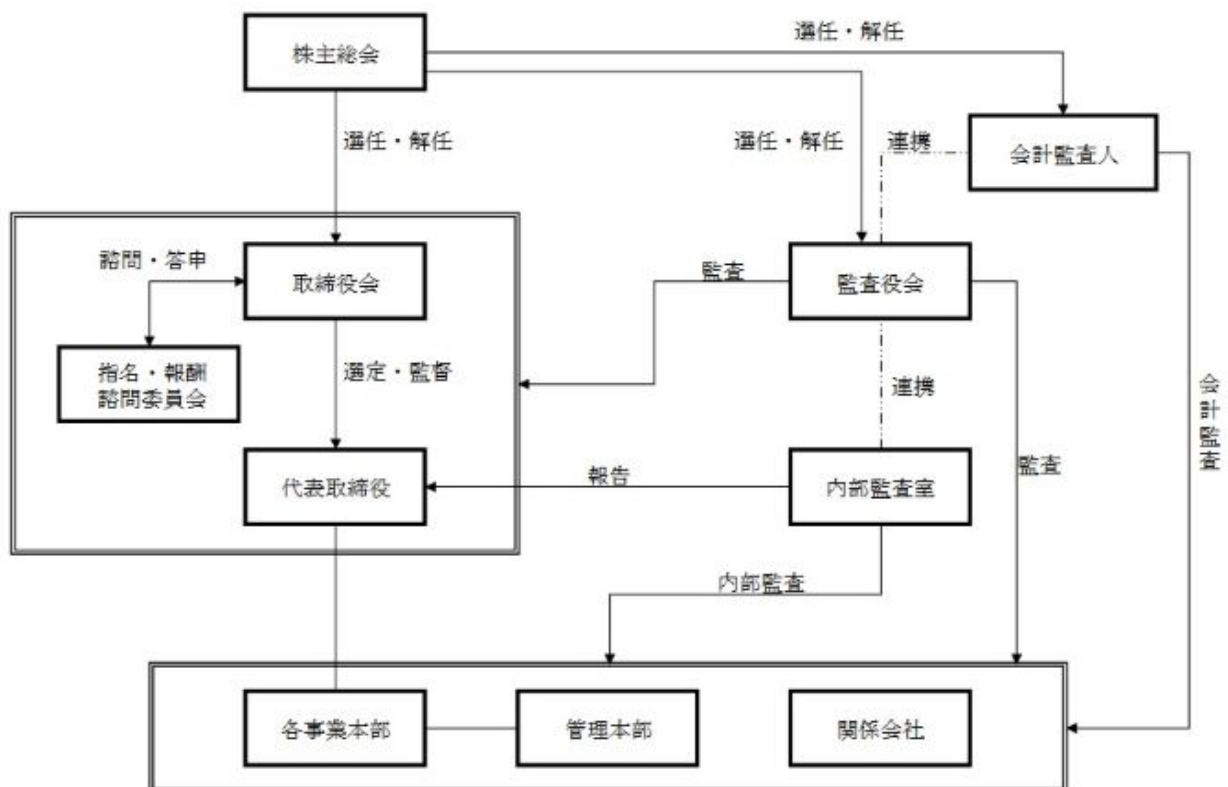 選任・解任
株主総会
選任・解任
選任・解任
連携
会計監査人
諮問・答申
取締役会
監査
監査役会
指名・報酬
諮問委員会
選定・監督
連携
会計監査
代表取締役
報告
内部監査室
監査
内部監査
各事業本部
管理本部
関係会社